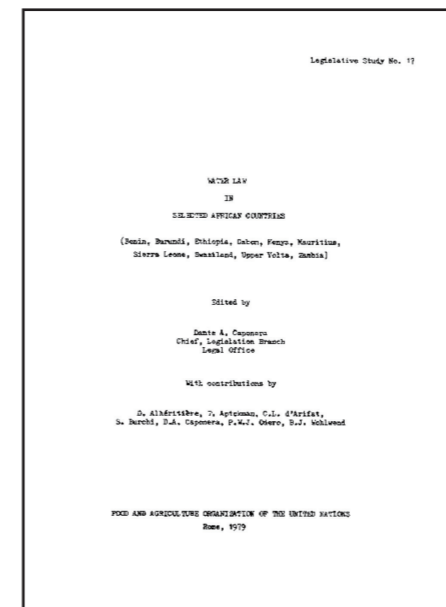 Legislative Study No. 17
WATER LAW
IN
SELECTED AFRICAN COUNTRIES
(Benin, Burundi, Ethiopia, Gabon, Kenya, Mauritius,
Sierra Leone, Swaziland, Upper Volta, Zambia)
Edited by
Dante A. Caponera
Chief, Legislation Branch
Legal Office
With contributions by
D. Alhéritière, Aptekman, C.L. d'Arifat,
S. Burchi, D.A. Caponera, P.W.J. Osero, B.J. Wohlwend
FOOD AND AGRICULTURE ORGANIZATION OF THE UNITED NATIONS
Rome, 1979